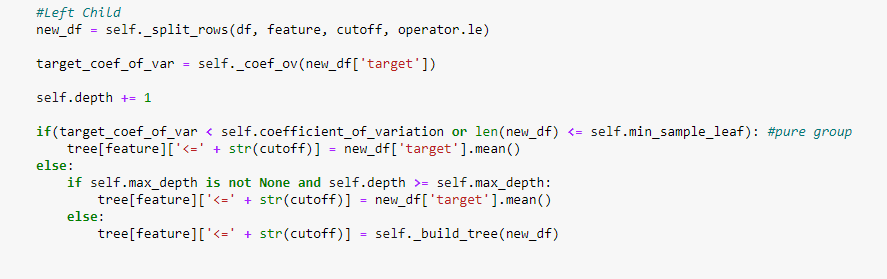 #Left Child
new_df = self._split_rows(df, feature, cutoff, operator.le)
target_coef_of_var = self._coef_ov(new_df['target'])
self.depth += 1
if(target_coef_of_var < self.coefficient_of_variation or len(new_df) <= self.min_sample_leaf): #pure group
    tree[feature]['<=' + str(cutoff)] = new_df['target'].mean()
else:
    if self.max_depth is not None and self.depth >= self.max_depth:
        tree[feature]['<=' + str(cutoff)] = new_df['target'].mean()
    else:
        tree[feature]['<=' + str(cutoff)] = self._build_tree(new_df)